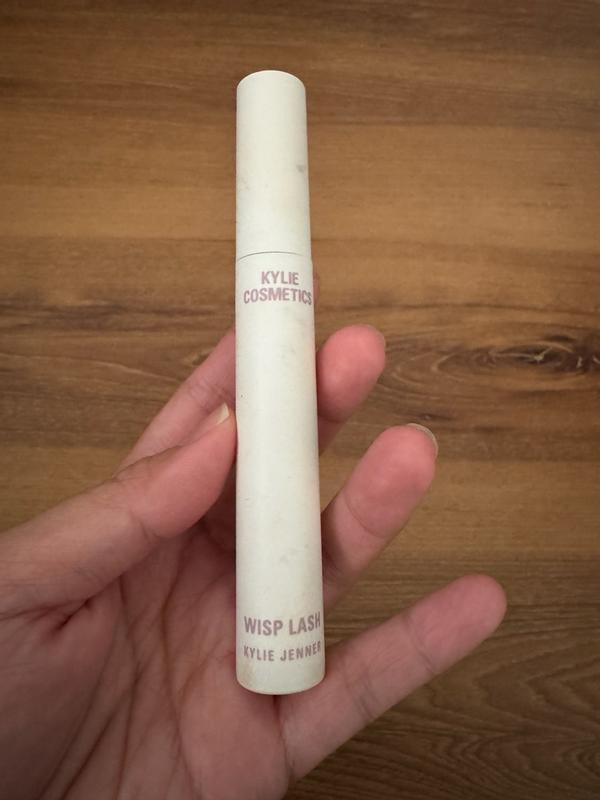 KYLIE
COSMETICS
WISP LASH
KYLIE JENNER